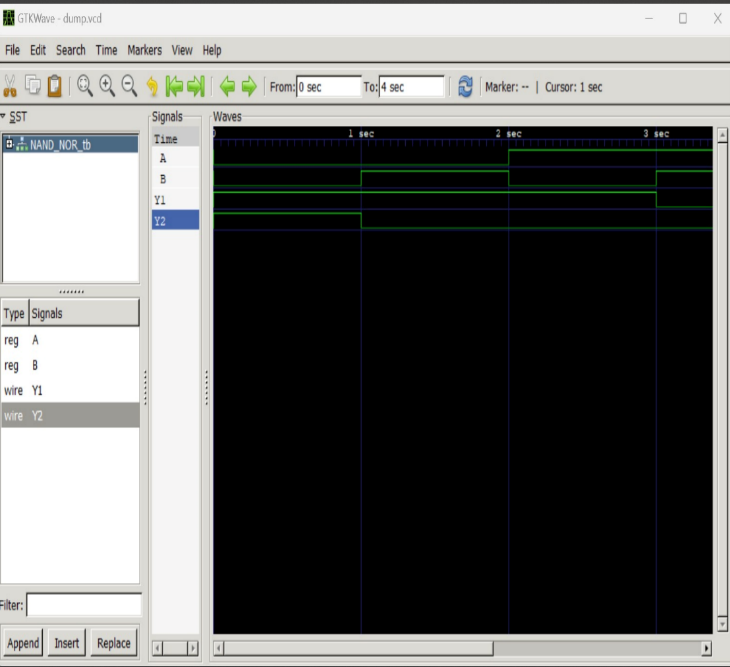 GTKWave - dump.vcd
File Edit Search Time Markers View Help
From: 0 sec To: 4 sec Marker: -- | Cursor: 1 sec
SST
NAND_NOR_tb
Type Signals
reg A
reg B
wire Y1
wire Y2
Filter:
Append Insert Replace
Signals
Time
A
B
Y1
Y2
Waves
0 1 sec 2 sec 3 sec